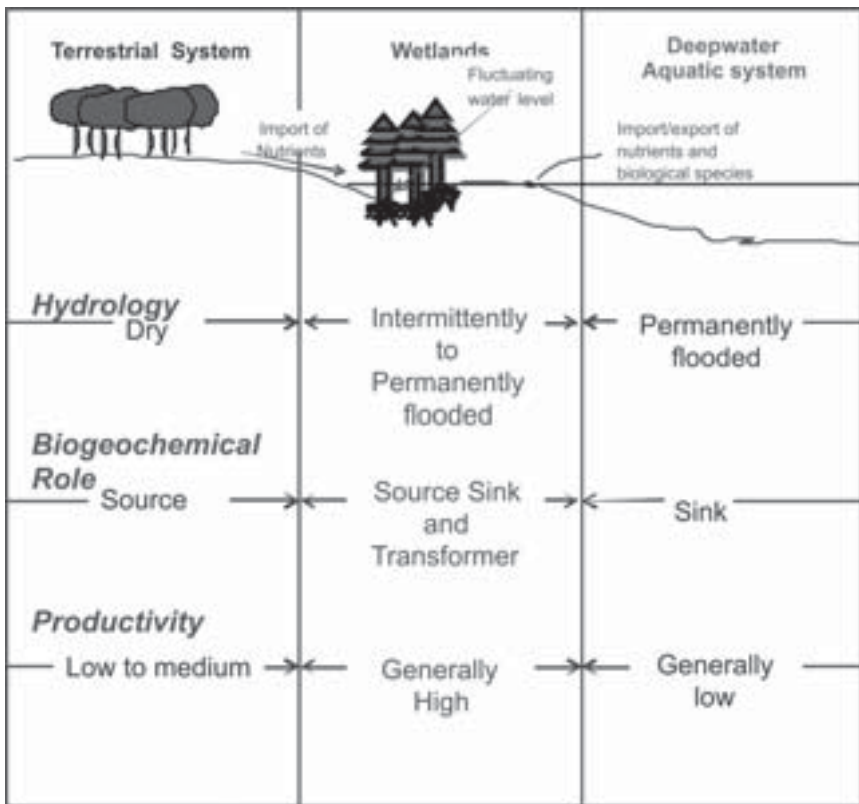 Terrestrial System
Wetlands
Deepwater
Aquatic system
Fluctuating
water level
Import of
Nutrients
Import/export of
nutrients and
biological species
Hydrology
Dry
Intermittently
to
Permanently
flooded
Permanently
flooded
Biogeochemical
Role
Source
Source Sink
and
Transformer
Sink
Productivity
Low to medium
Generally
High
Generally
low